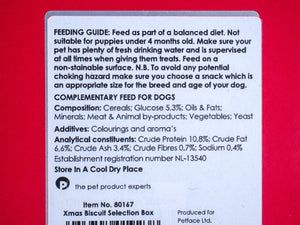 FEEDING GUIDE: Feed as part of a balanced diet. Not
suitable for puppies under 4 months old. Make sure your
pet has plenty of fresh drinking water and is supervised
at all times when giving them treats. Feed on a
non-stainable surface. N.B. To avoid any potential
choking hazard make sure you choose a snack which is
an appropriate size for the breed and age of your dog.
COMPLEMENTARY FEED FOR DOGS
Composition: Cereals; Glucose 5,3%; Oils & Fats;
Minerals; Meat & Animal by-products; Vegetables; Yeast
Additives: Colourings and aroma's
Analytical constituents: Crude Protein 10,8%; Crude Fat
6,6%; Crude Ash 3,4%; Crude Fibres 0,7%; Sodium 0,4%
Establishment registration number NL-13540
Store In A Cool Dry Place
the pet product experts
Item No. 80167
Xmas Biscuit Selection Box
Produced for
Petface Ltd.